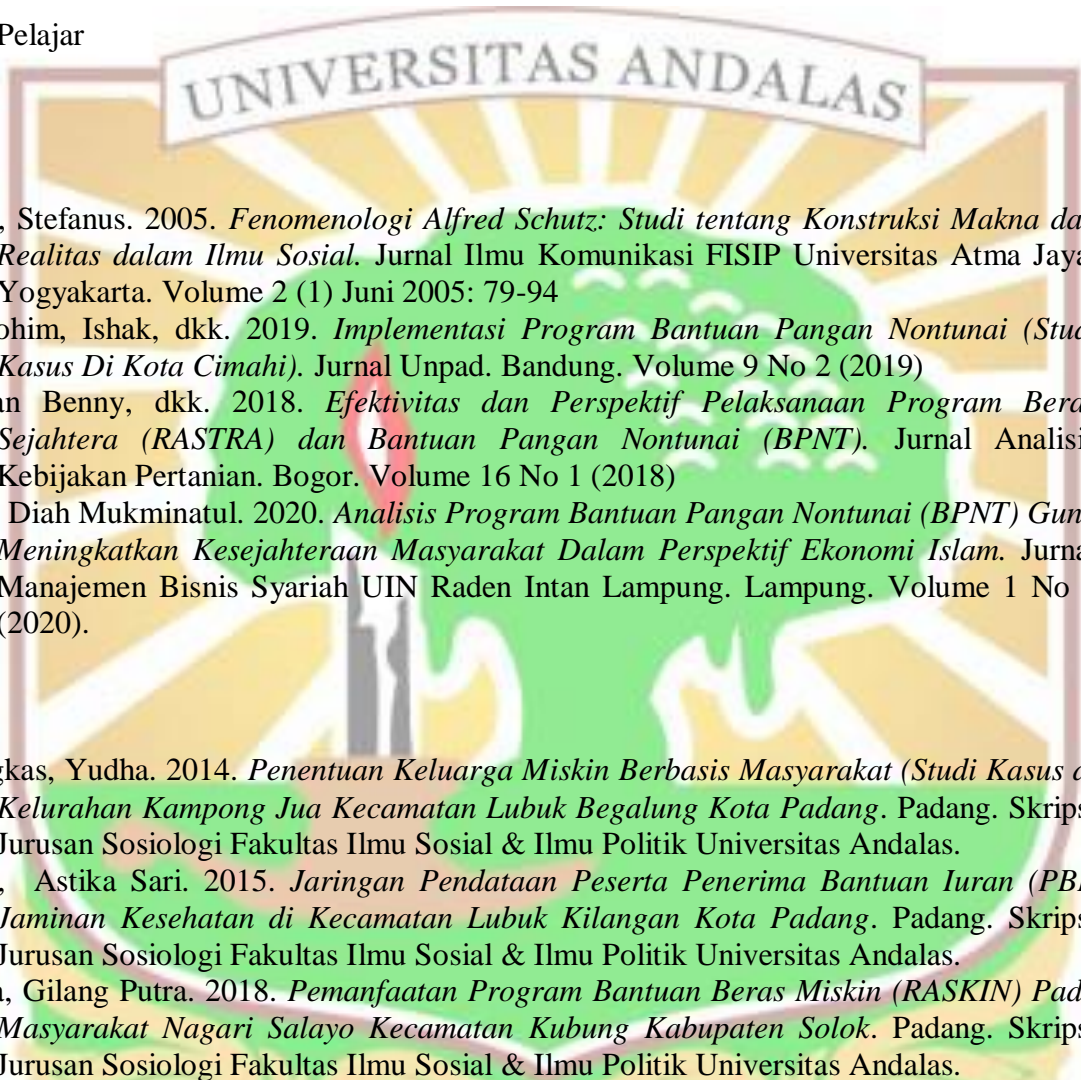 Pelajar
UNIVERSITAS ANDALAS
, Stefanus. 2005. Fenomenologi Alfred Schutz: Studi tentang Konstruksi Makna da
Realitas dalam Ilmu Sosial. Jurnal Ilmu Komunikasi FISIP Universitas Atma Jaya
Yogyakarta. Volume 2 (1) Juni 2005: 79-94
ohim, Ishak, dkk. 2019. Implementasi Program Bantuan Pangan Nontunai (Stud
Kasus Di Kota Cimahi). Jurnal Unpad. Bandung. Volume 9 No 2 (2019)
an Benny, dkk. 2018. Efektivitas dan Perspektif Pelaksanaan Program Bera
Sejahtera (RASTRA) dan Bantuan Pangan Nontunai (BPNT). Jurnal Analisi
Kebijakan Pertanian. Bogor. Volume 16 No 1 (2018)
Diah Mukminatul. 2020. Analisis Program Bantuan Pangan Nontunai (BPNT) Gun
Meningkatkan Kesejahteraan Masyarakat Dalam Perspektif Ekonomi Islam. Jurna
Manajemen Bisnis Syariah UIN Raden Intan Lampung. Lampung. Volume 1 No
(2020).
gkas, Yudha. 2014. Penentuan Keluarga Miskin Berbasis Masyarakat (Studi Kasus d
Kelurahan Kampong Jua Kecamatan Lubuk Begalung Kota Padang. Padang. Skrips
Jurusan Sosiologi Fakultas Ilmu Sosial & Ilmu Politik Universitas Andalas.
, Astika Sari. 2015. Jaringan Pendataan Peserta Penerima Bantuan Iuran (PBI
Jaminan Kesehatan di Kecamatan Lubuk Kilangan Kota Padang. Padang. Skrips
Jurusan Sosiologi Fakultas Ilmu Sosial & Ilmu Politik Universitas Andalas.
a, Gilang Putra. 2018. Pemanfaatan Program Bantuan Beras Miskin (RASKIN) Pad
Masyarakat Nagari Salayo Kecamatan Kubung Kabupaten Solok. Padang. Skrips
Jurusan Sosiologi Fakultas Ilmu Sosial & Ilmu Politik Universitas Andalas.